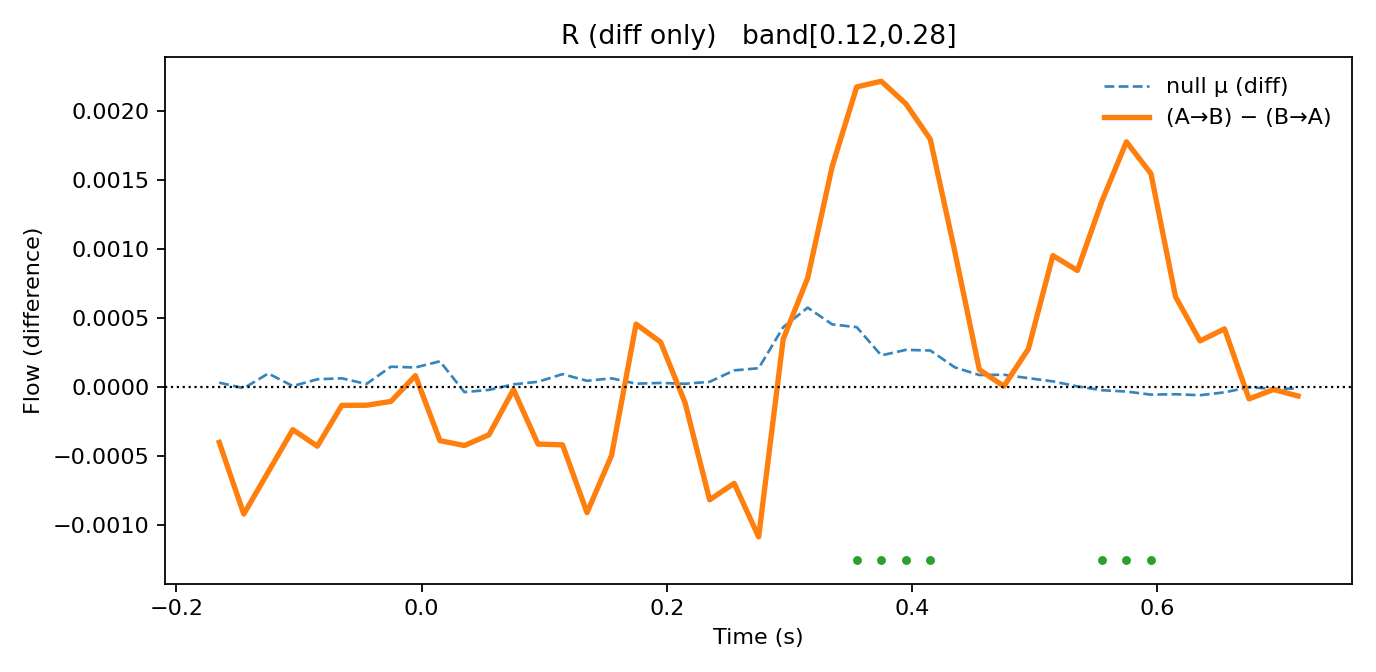 R (diff only)   band[0.12,0.28]
null μ (diff)
(A→B) − (B→A)
Flow (difference)
0.0020
0.0015
0.0010
0.0005
0.0000
−0.0005
−0.0010
−0.2
0.0
0.2
0.4
0.6
Time (s)